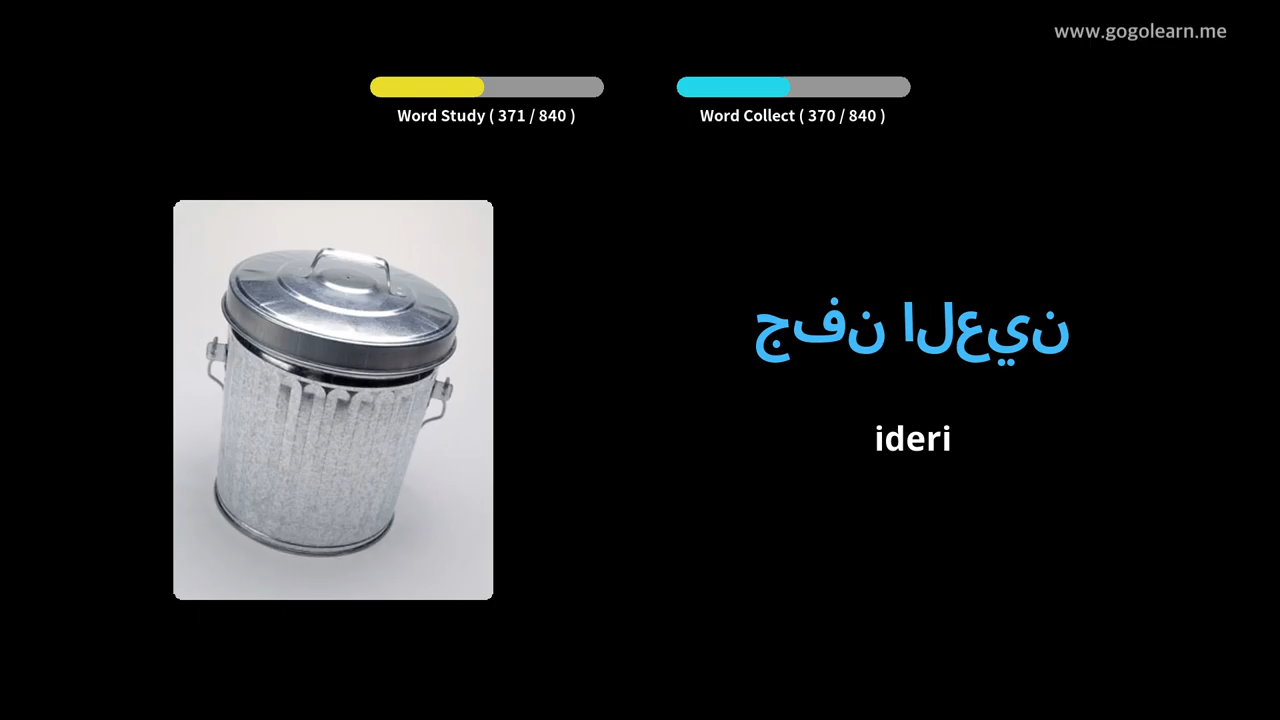 www.gogolearn.me
Word Study ( 371 / 840 )
Word Collect ( 370 / 840 )
جفن العين
ideri